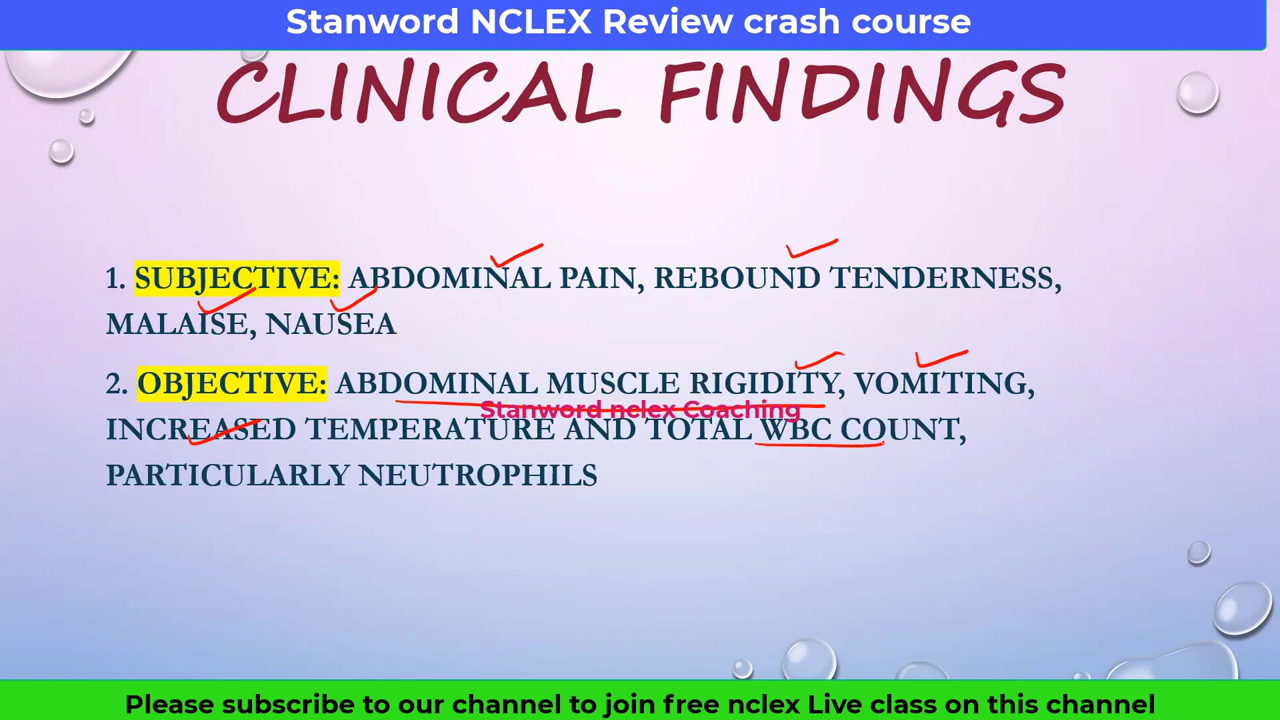 Stanword NCLEX Review crash course
CLINICAL FINDINGS
1. SUBJECTIVE: ABDOMINAL PAIN, REBOUND TENDERNESS,
MALAISE, NAUSEA
2. OBJECTIVE: ABDOMINAL MUSCLE RIGIDITY, VOMITING,
Stanword nclex Coaching
INCREASED TEMPERATURE AND TOTAL WBC COUNT,
PARTICULARLY NEUTROPHILS
Please subscribe to our channel to join free nclex Live class on this channel